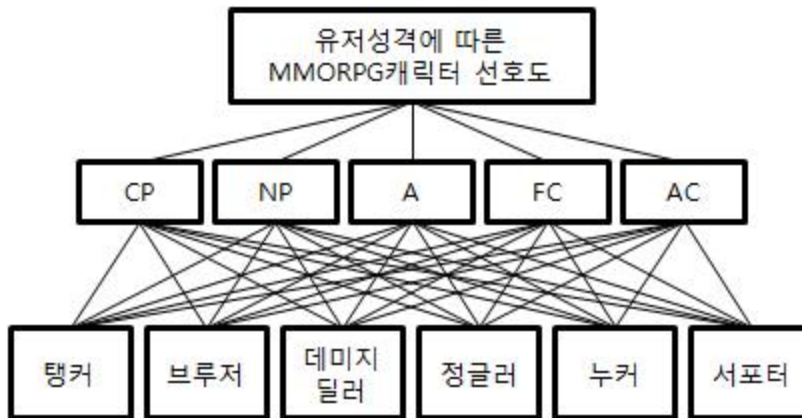 유저성격에 따른
MMORPG캐릭터 선호도
CP
NP
A
FC
AC
탱커
브루저
데미지
딜러
정글러
누커
서포터